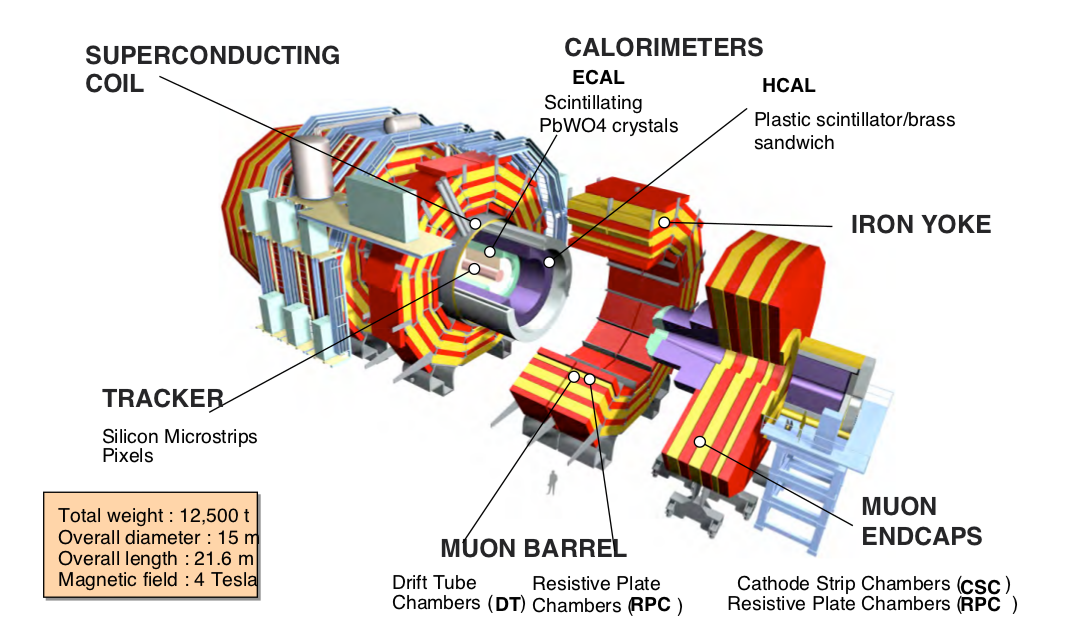 SUPERCONDUCTING
COIL
CALORIMETERS
ECAL
Scintillating
PbWO4 crystals
HCAL
Plastic scintillator/brass
sandwich
IRON YOKE
TRACKER
Silicon Microstrips
Pixels
Total weight : 12,500 t
Overall diameter : 15 m
Overall length : 21.6 m
Magnetic field : 4 Tesla
MUON BARREL
Drift Tube
Chambers (DT)
Resistive Plate
Chambers (RPC )
MUON
ENDCAPS
Cathode Strip Chambers (CSC )
Resistive Plate Chambers (RPC )